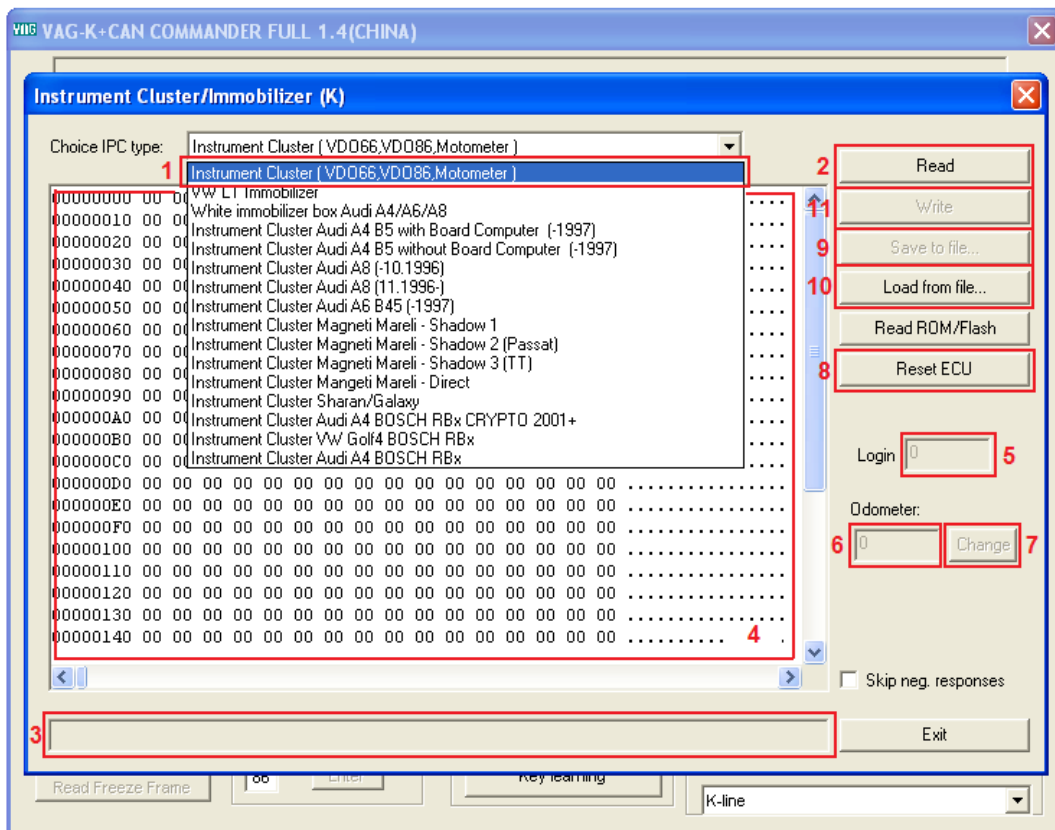 VAG VAG-K+CAN COMMANDER FULL 1.4(CHINA)
Instrument Cluster/Immobilizer (K)
Choice IPC type: Instrument Cluster ( VDO66,VDO86,Motometer )
1 Instrument Cluster ( VDO66,VDO86,Motometer )
VW LT Immobilizer
White immobilizer box Audi A4/A6/A8
Instrument Cluster Audi A4 B5 with Board Computer (-1997)
Instrument Cluster Audi A4 B5 without Board Computer (-1997)
Instrument Cluster Audi A8 (-10.1996)
Instrument Cluster Audi A8 (11.1996-)
Instrument Cluster Audi A6 B45 (-1997)
Instrument Cluster Magneti Mareli - Shadow 1
Instrument Cluster Magneti Mareli - Shadow 2 (Passat)
Instrument Cluster Magneti Mareli - Shadow 3 (TT)
Instrument Cluster Mangeti Mareli - Direct
Instrument Cluster Sharan/Galaxy
Instrument Cluster Audi A4 BOSCH RBx CRYPTO 2001+
Instrument Cluster VW Golf4 BOSCH RBx
Instrument Cluster Audi A4 BOSCH RBx
00000000 00 ....
00000010 00 ....
00000020 00 ....
00000030 00 ....
00000040 00 ....
00000050 00 ....
00000060 00 ....
00000070 00 ....
00000080 00 ....
00000090 00 ....
000000A0 00 ....
000000B0 00 ....
000000C0 00 ....
000000D0 00 00 00 00 00 00 00 00 00 00 00 00 00 00 00 00 ................
000000E0 00 00 00 00 00 00 00 00 00 00 00 00 00 00 00 00 ................
000000F0 00 00 00 00 00 00 00 00 00 00 00 00 00 00 00 00 ................
00000100 00 00 00 00 00 00 00 00 00 00 00 00 00 00 00 00 ................
00000110 00 00 00 00 00 00 00 00 00 00 00 00 00 00 00 00 ................
00000120 00 00 00 00 00 00 00 00 00 00 00 00 00 00 00 00 ................
00000130 00 00 00 00 00 00 00 00 00 00 00 00 00 00 00 00 ................
00000140 00 00 00 00 00 00 00 00 00 00 00 00 00 00 00 00 .......... 4 .
2 Read
11 Write
9 Save to file...
10 Load from file...
Read ROM/Flash
8 Reset ECU
Login 0 5
Odometer:
6 0 Change 7
Skip neg. responses
3
Exit
Read Freeze Frame
Key learning
K-line